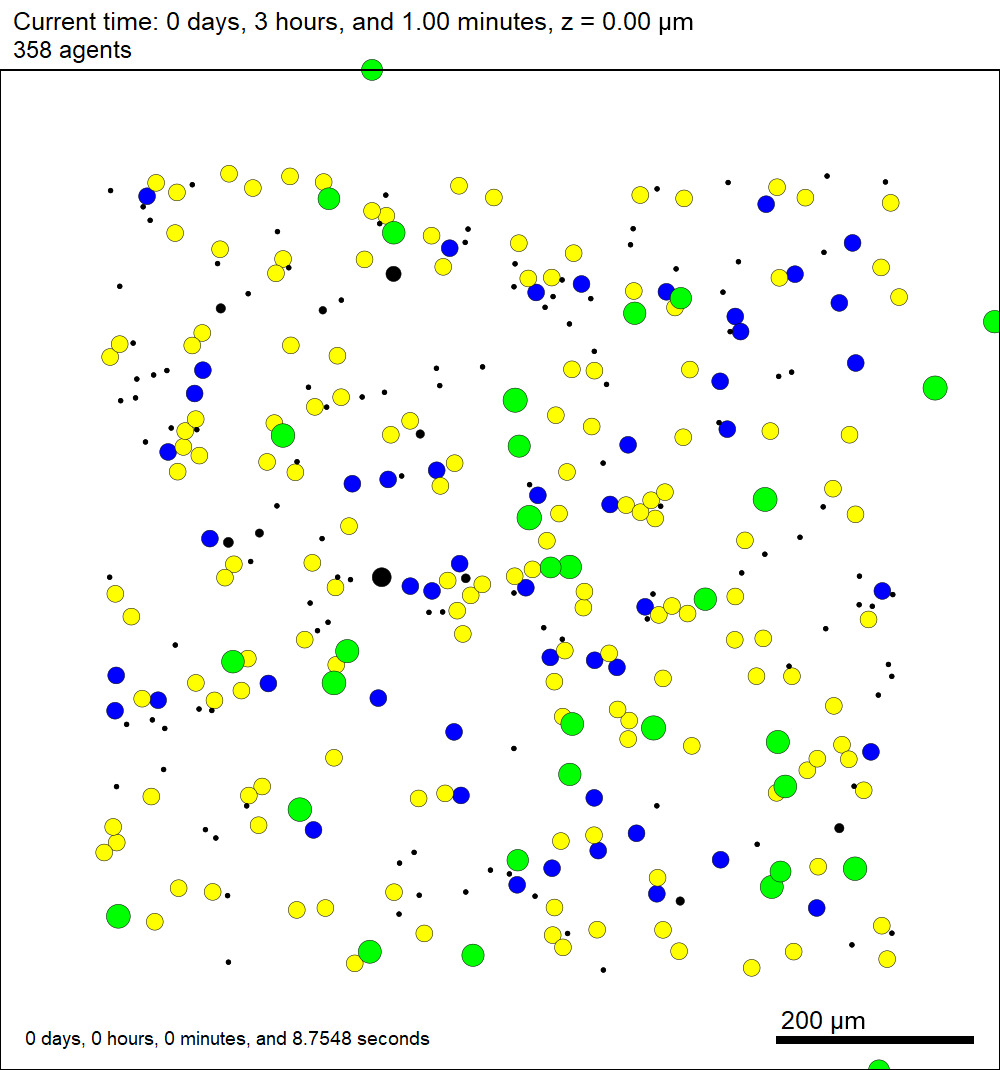 Current time: 0 days, 3 hours, and 1.00 minutes, z = 0.00 µm
358 agents
200 µm
0 days, 0 hours, 0 minutes, and 8.7548 seconds